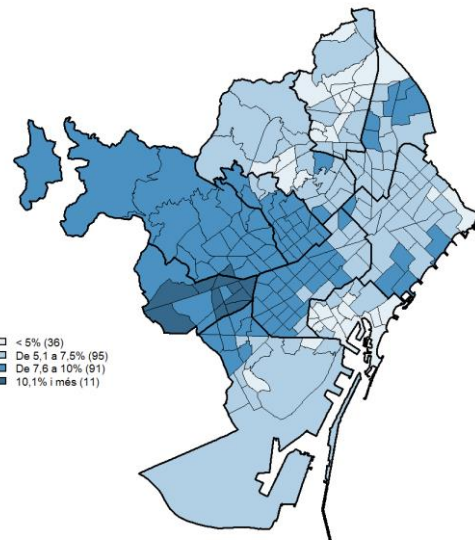 < 5% (36)
De 5,1 a 7,5% (95)
De 7,6 a 10% (91)
10,1% i més (11)